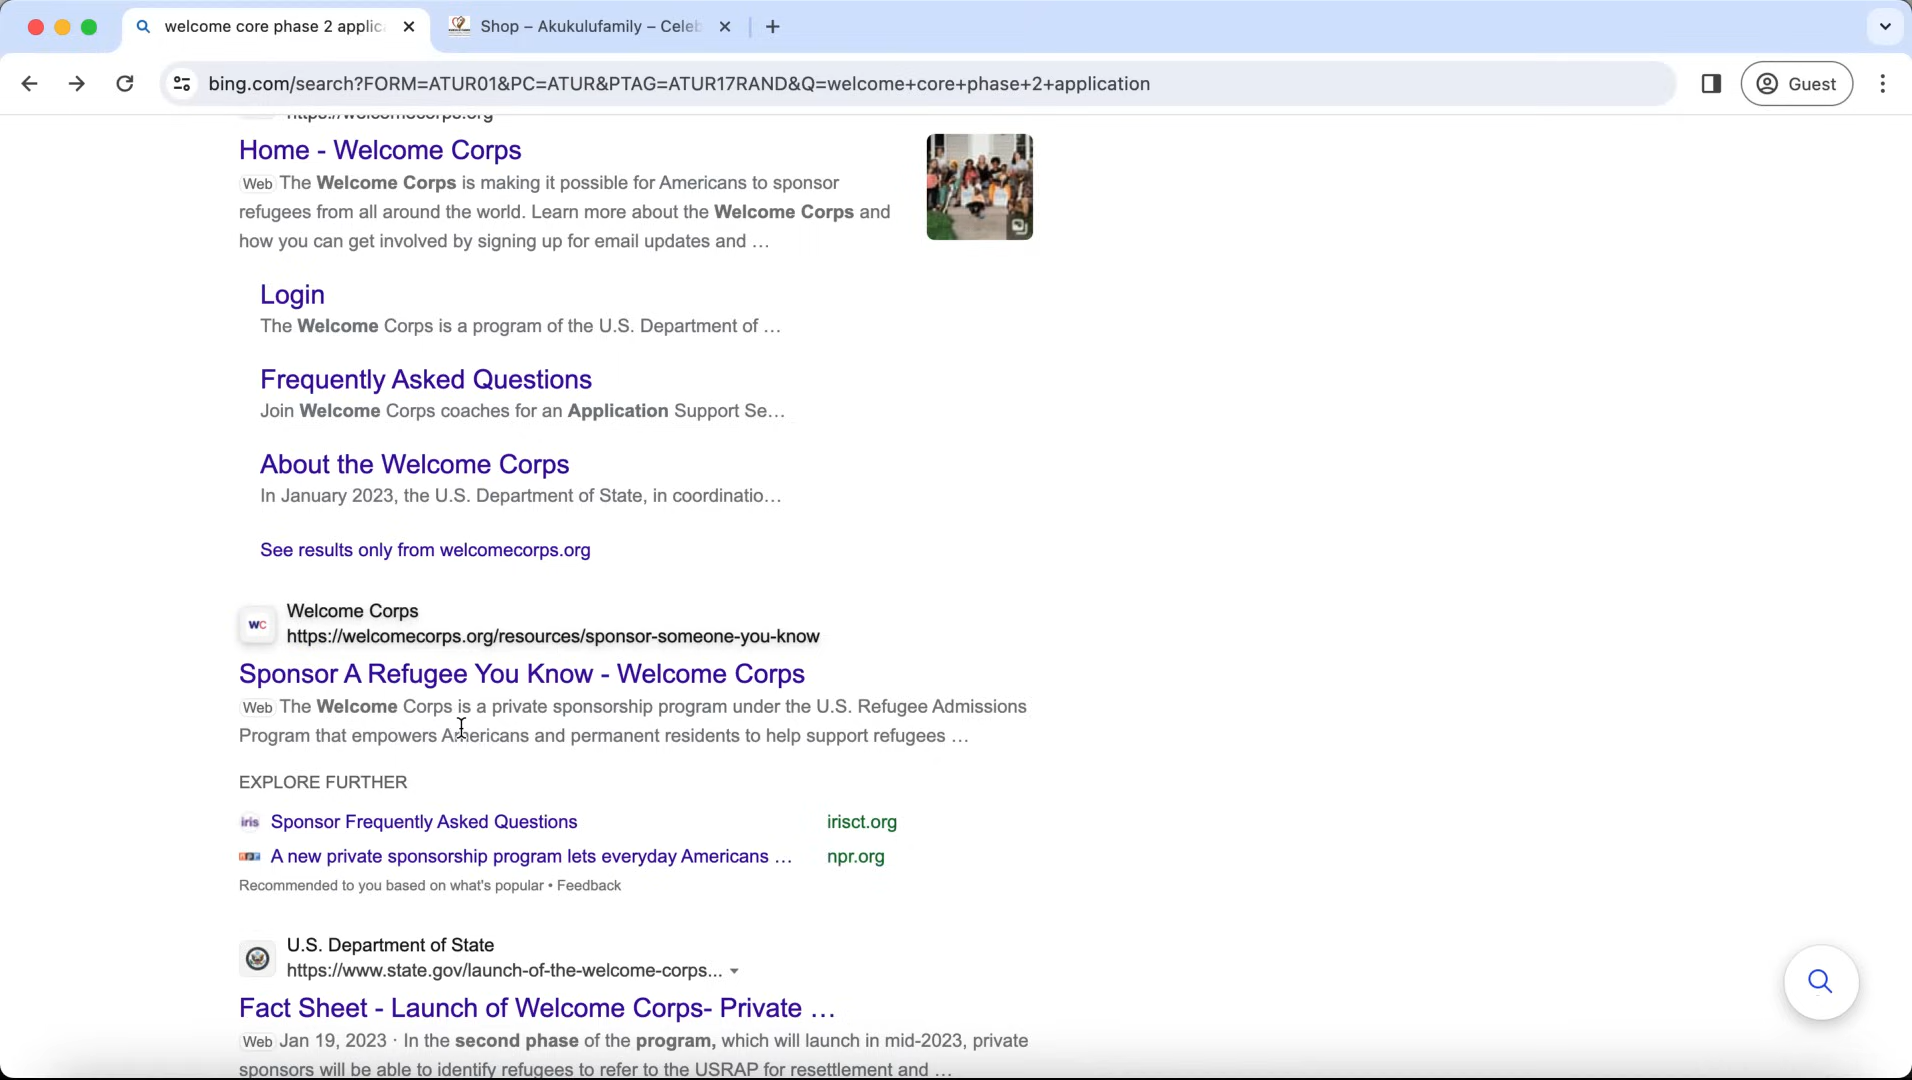 welcome core phase 2 applic
Shop – Akukulufamily – Celeb
bing.com/search?FORM=ATUR01&PC=ATUR&PTAG=ATUR17RAND&Q=welcome+core+phase+2+application
Guest
https://welcomecorps.org
Home - Welcome Corps
Web The Welcome Corps is making it possible for Americans to sponsor
refugees from all around the world. Learn more about the Welcome Corps and
how you can get involved by signing up for email updates and …
Login
The Welcome Corps is a program of the U.S. Department of …
Frequently Asked Questions
Join Welcome Corps coaches for an Application Support Se…
About the Welcome Corps
In January 2023, the U.S. Department of State, in coordinatio…
See results only from welcomecorps.org
WC
Welcome Corps
https://welcomecorps.org/resources/sponsor-someone-you-know
Sponsor A Refugee You Know - Welcome Corps
Web The Welcome Corps is a private sponsorship program under the U.S. Refugee Admissions
Program that empowers Americans and permanent residents to help support refugees …
EXPLORE FURTHER
iris Sponsor Frequently Asked Questions irisct.org
npr A new private sponsorship program lets everyday Americans … npr.org
Recommended to you based on what's popular • Feedback
U.S. Department of State
https://www.state.gov/launch-of-the-welcome-corps...
Fact Sheet - Launch of Welcome Corps- Private …
Web Jan 19, 2023 · In the second phase of the program, which will launch in mid-2023, private
sponsors will be able to identify refugees to refer to the USRAP for resettlement and …